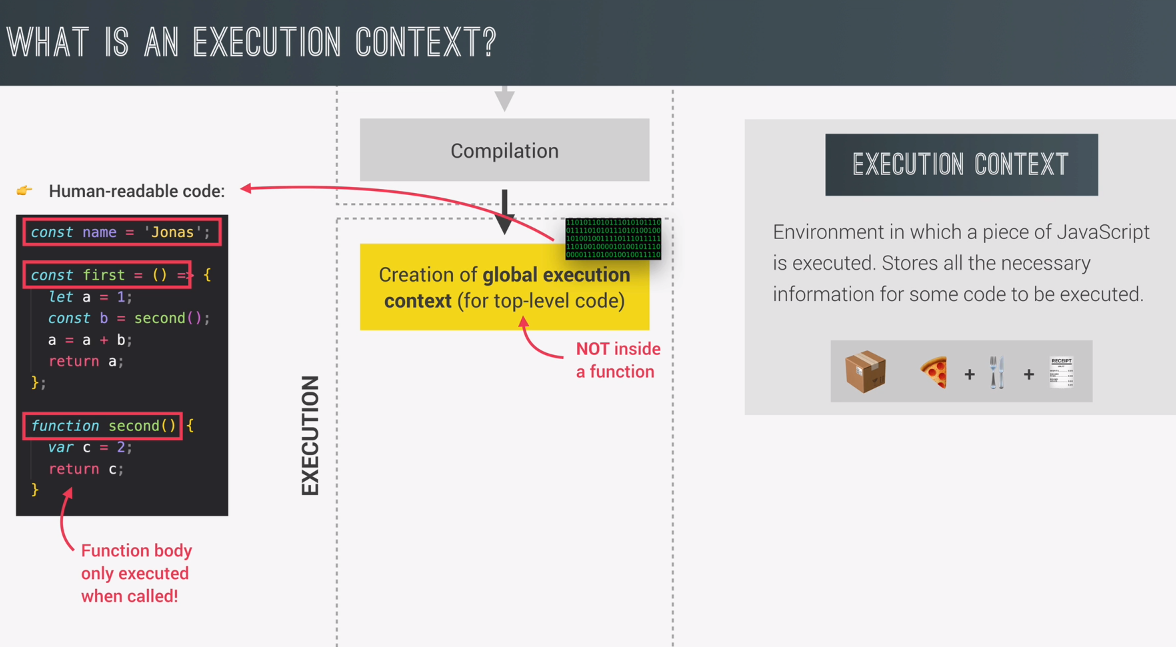 WHAT IS AN EXECUTION CONTEXT?
Compilation
👉 Human-readable code:
const name = 'Jonas';
const first = () => {
let a = 1;
const b = second();
a = a + b;
return a;
};
function second() {
var c = 2;
return c;
}
Function body
only executed
when called!
EXECUTION
1101011010111010101110
0111101010111010100100
1010010011110111011111
1101001000010100101110
0000111010100100100111
Creation of global execution
context (for top-level code)
NOT inside
a function
EXECUTION CONTEXT
Environment in which a piece of JavaScript
is executed. Stores all the necessary
information for some code to be executed.
+ +
RECEIPT